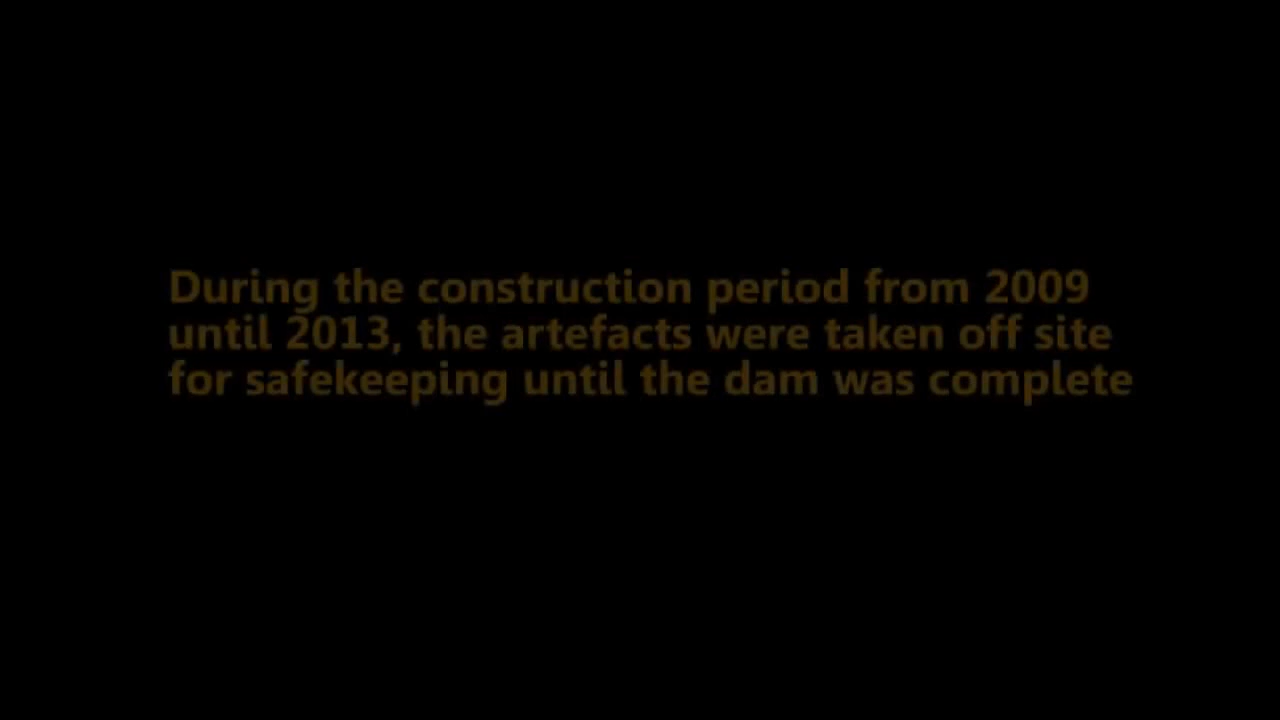 During the construction period from 2009
until 2013, the artefacts were taken off site
for safekeeping until the dam was complete